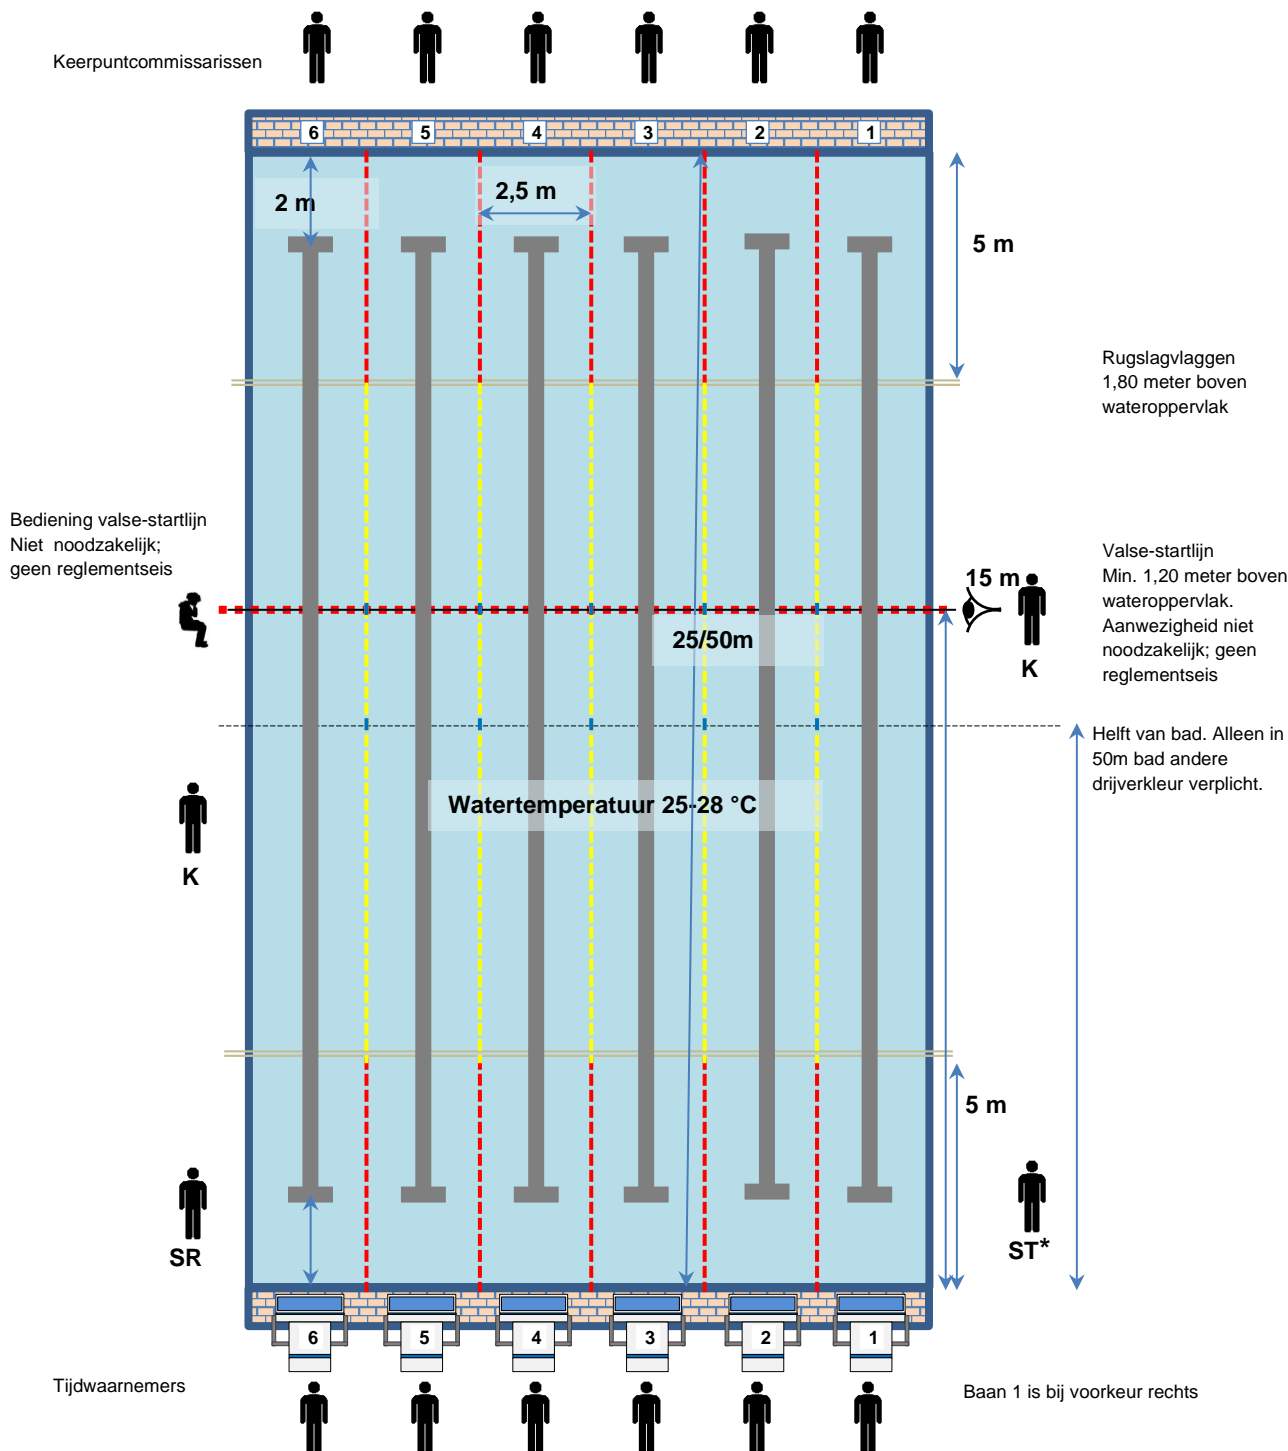 Keerpuntcommissarissen
6 5 4 3 2 1
2 m
2,5 m
5 m
Rugslagvlaggen
1,80 meter boven
wateroppervlak
Bediening valse-startlijn
Niet noodzakelijk;
geen reglementseis
15 m
K
Valse-startlijn
Min. 1,20 meter boven
wateroppervlak.
Aanwezigheid niet
noodzakelijk; geen
reglementseis
25/50m
Helft van bad. Alleen in
50m bad andere
drijverkleur verplicht.
Watertemperatuur 25-28 °C
K
5 m
SR
ST*
6 5 4 3 2 1
Tijdwaarnemers
Baan 1 is bij voorkeur rechts